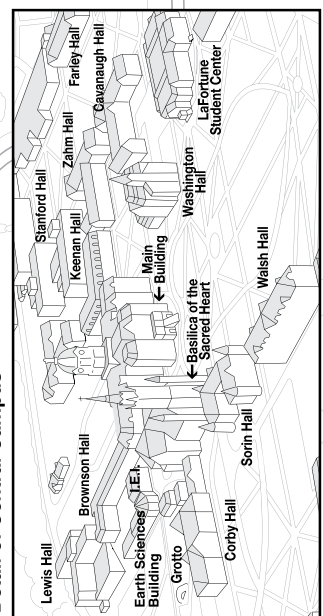 Farley Hall
Cavanaugh Hall
Zahm Hall
Stanford Hall
Keenan Hall
LaFortune
Student Center
Washington
Hall
Main
Building
Basilica of the
Sacred Heart
Walsh Hall
Sorin Hall
Brownson Hall
Lewis Hall
J.E.I.
Earth Sciences
Building
Grotto
Corby Hall